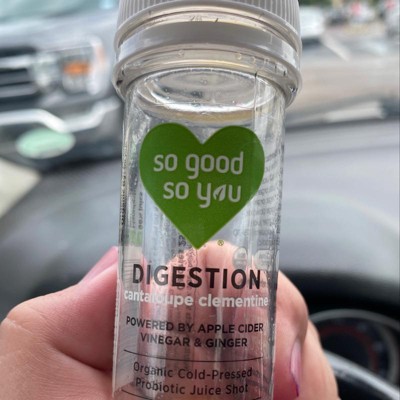 so good
so you
DIGESTION
cantaloupe clementine
POWERED BY APPLE CIDER
VINEGAR & GINGER
Organic Cold-Pressed
Probiotic Juice Shot